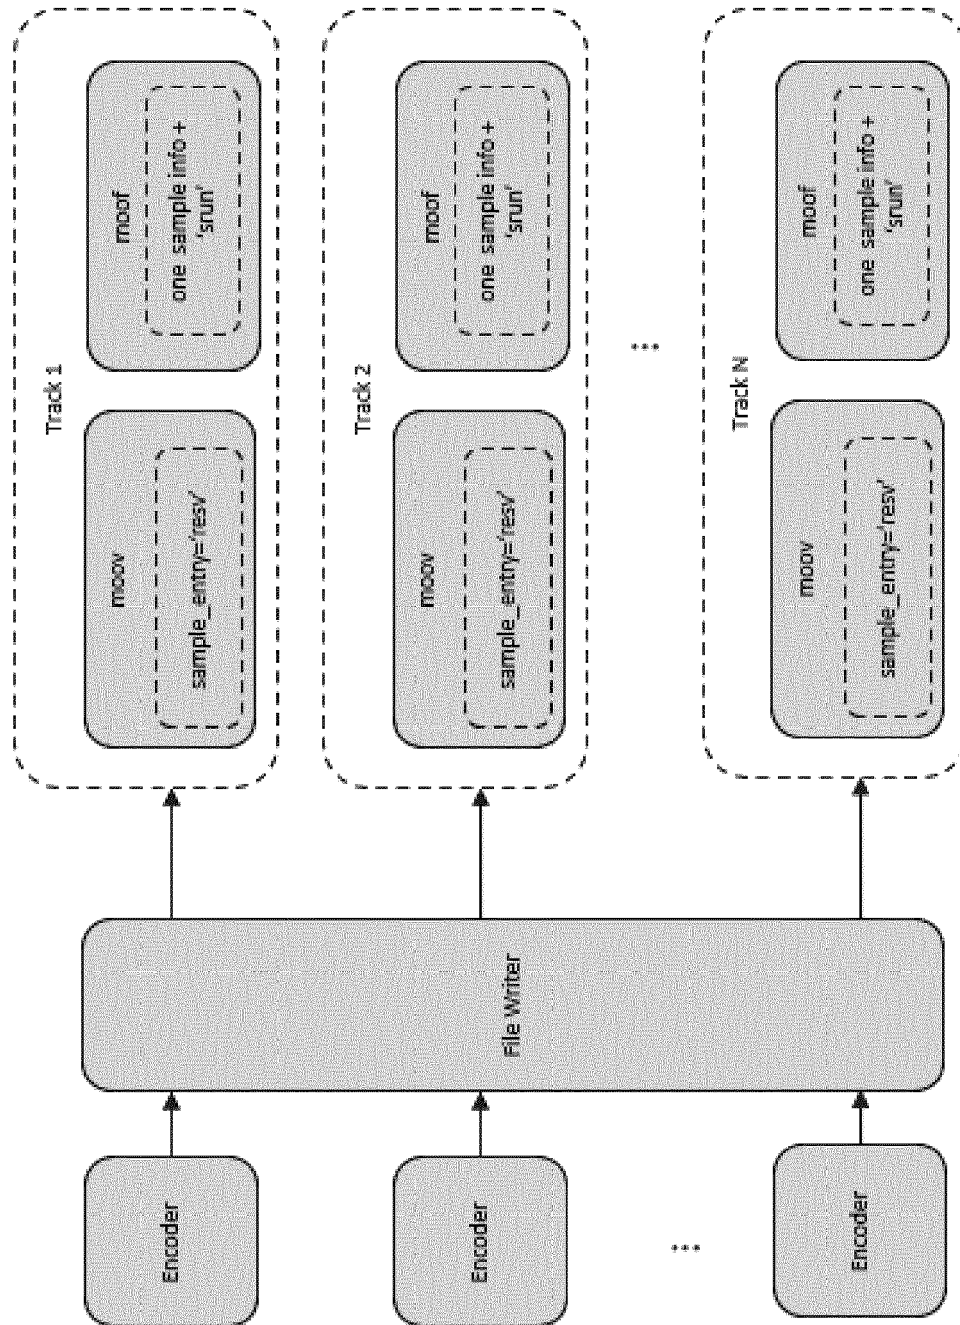 Track 1
moov
sample_entry='resv'
moof
one sample info +
'srun'
Track 2
moov
sample_entry='resv'
moof
one sample info +
'srun'
...
Track N
moov
sample_entry='resv'
moof
one sample info +
'srun'
File Writer
Encoder
Encoder
...
Encoder